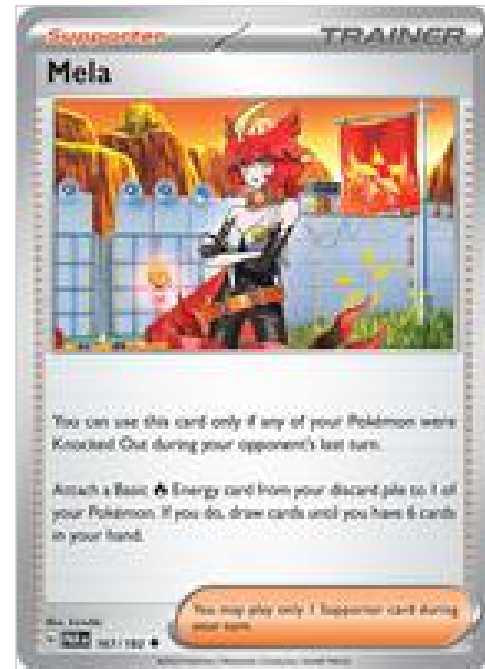 Supporter TRAINER
Mela
You can use this card only if any of your Pokémon were
Knocked Out during your opponent's last turn.
Attach a Basic Energy card from your discard pile to 1 of
your Pokémon. If you do, draw cards until you have 6 cards
in your hand.
You may play only 1 Supporter card during
your turn.
PAR 167/182